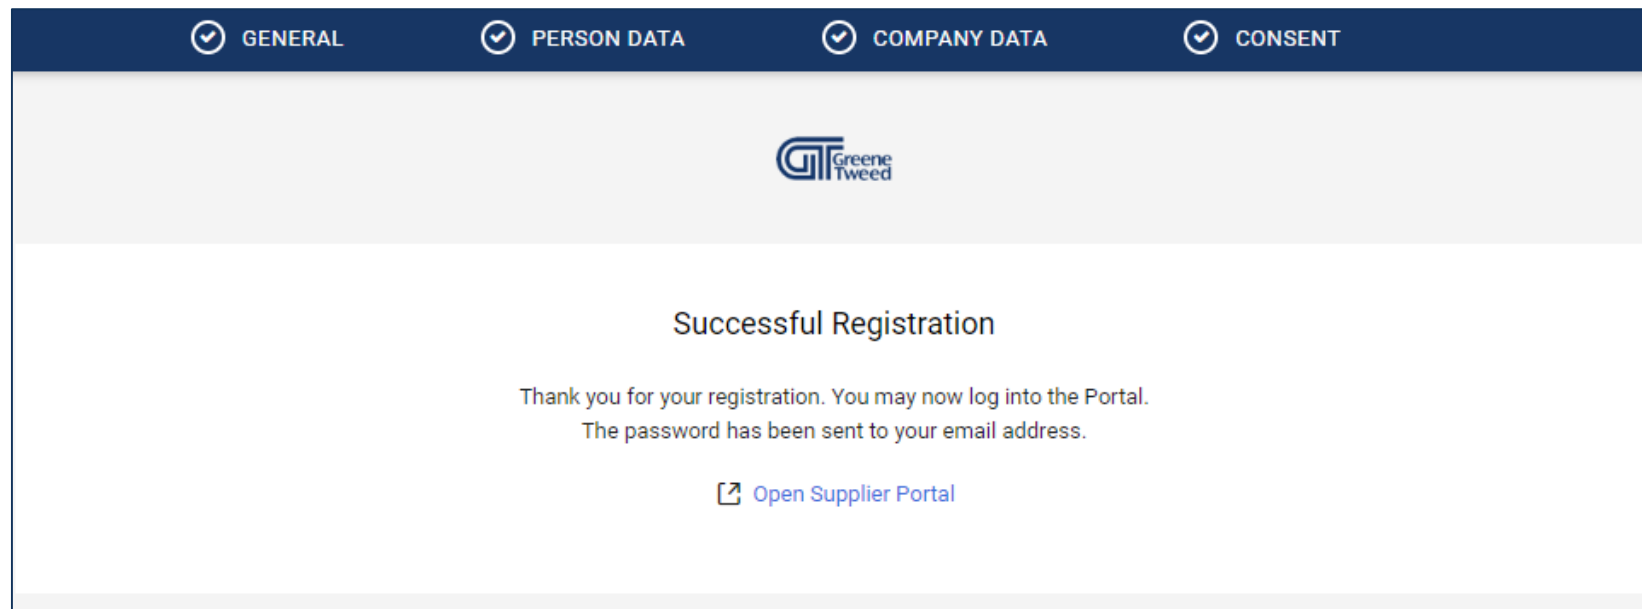 GENERAL PERSON DATA COMPANY DATA CONSENT
GT Greene
Tweed
Successful Registration
Thank you for your registration. You may now log into the Portal.
The password has been sent to your email address.
Open Supplier Portal